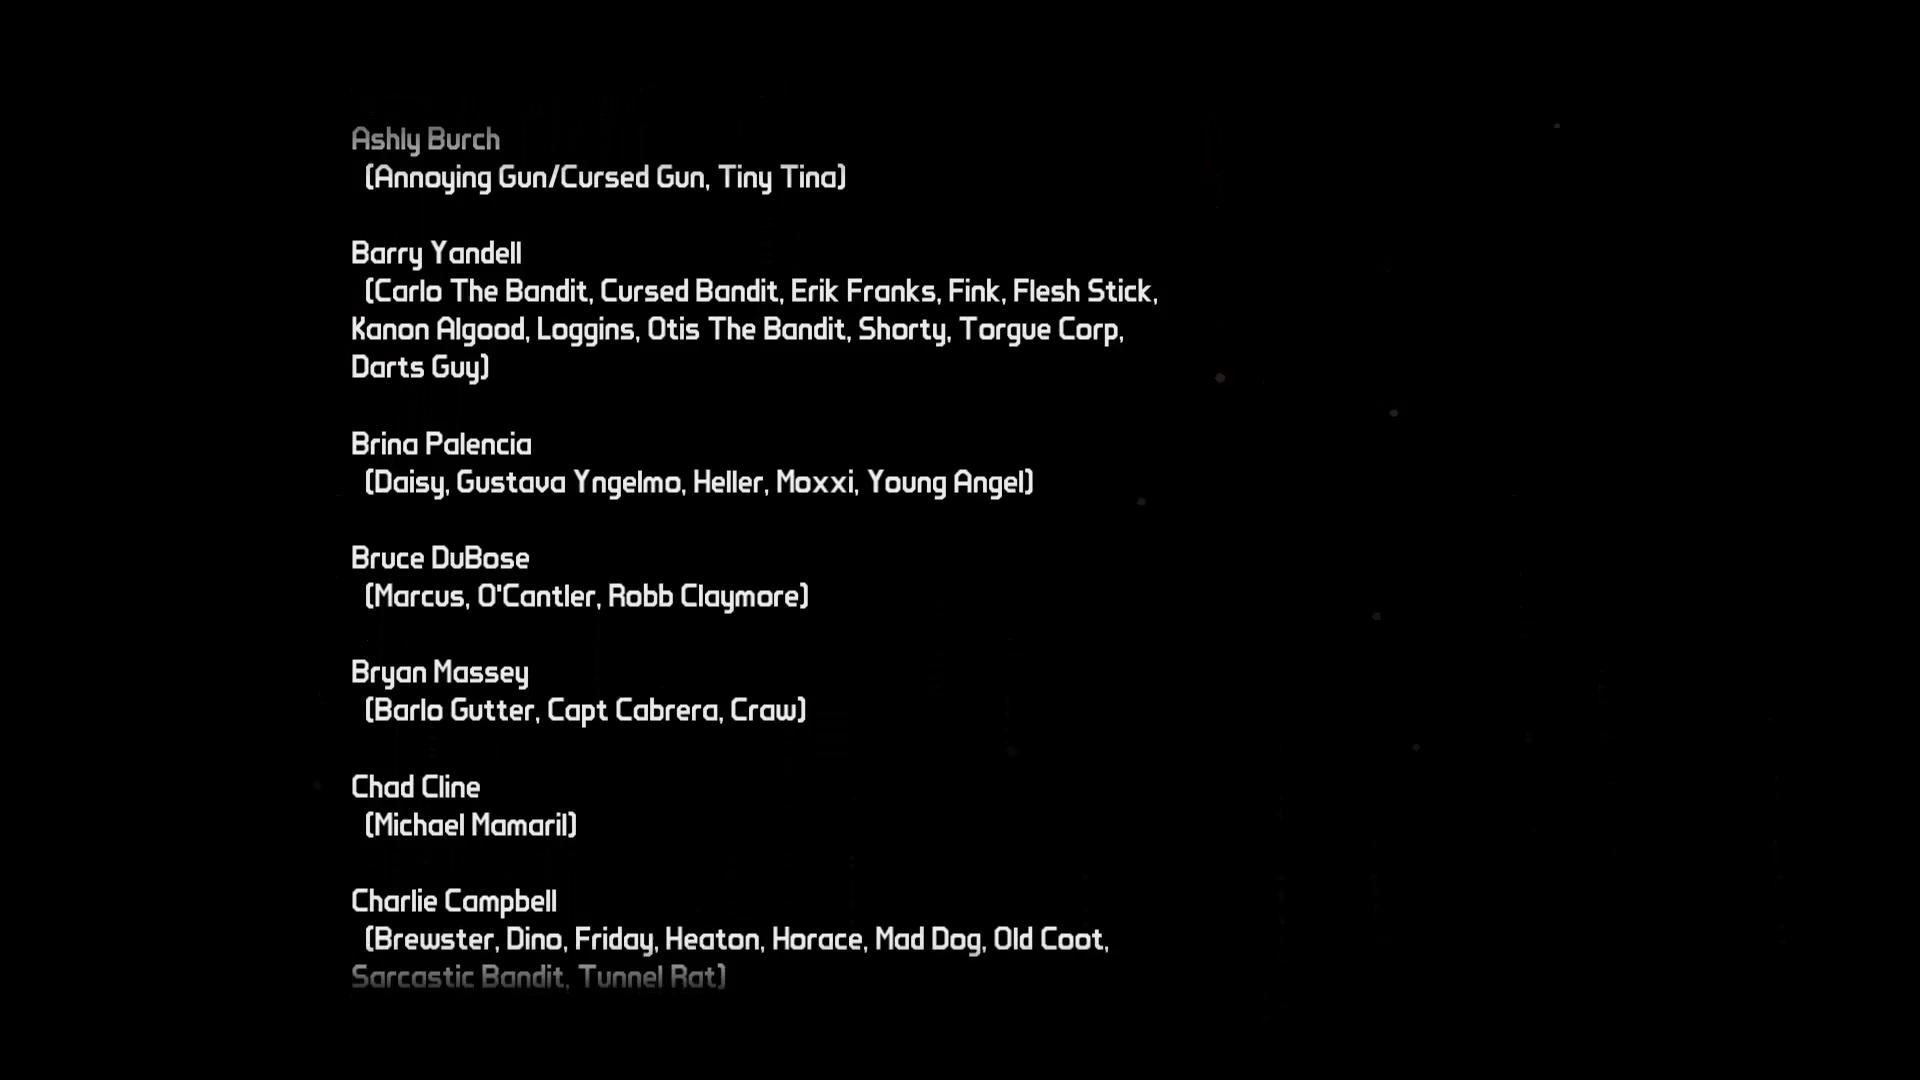 Ashly Burch
(Annoying Gun/Cursed Gun, Tiny Tina)
Barry Yandell
(Carlo The Bandit, Cursed Bandit, Erik Franks, Fink, Flesh Stick,
Kanon Algood, Loggins, Otis The Bandit, Shorty, Torgue Corp,
Darts Guy)
Brina Palencia
(Daisy, Gustava Yngelmo, Heller, Moxxi, Young Angel)
Bruce DuBose
(Marcus, O'Cantler, Robb Claymore)
Bryan Massey
(Barlo Gutter, Capt Cabrera, Craw)
Chad Cline
(Michael Mamaril)
Charlie Campbell
(Brewster, Dino, Friday, Heaton, Horace, Mad Dog, Old Coot,
Sarcastic Bandit, Tunnel Rat)